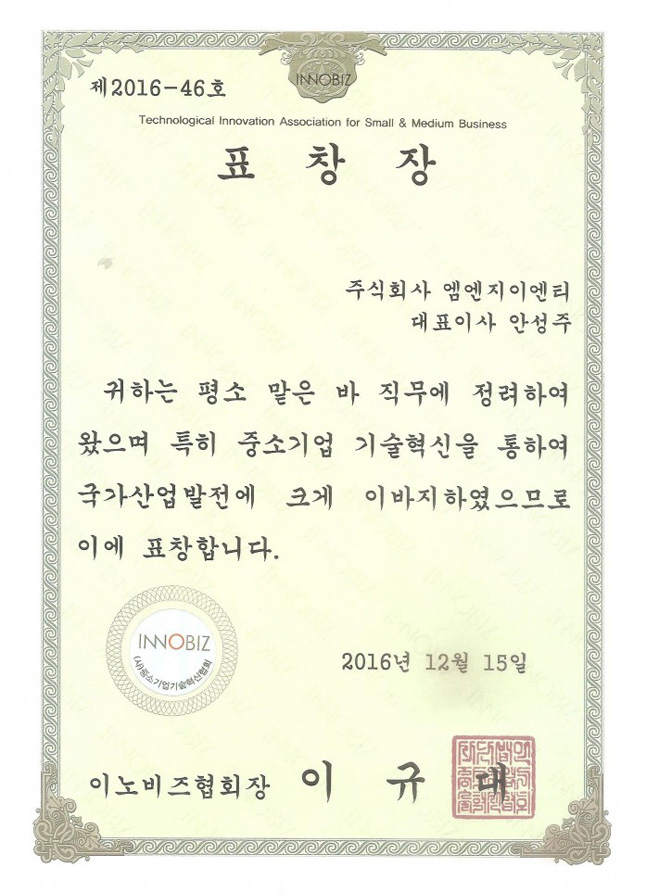 INNOBIZ
제2016-46호
Technological Innovation Association for Small & Medium Business
표 창 장
주식회사 엠엔지이엔티
대표이사 안성주
귀하는 평소 맡은 바 직무에 정려하여
왔으며 특히 중소기업 기술혁신을 통하여
국가산업발전에 크게 이바지하였으므로
이에 표창합니다.
INNOBIZ
(사)중소기업기술혁신협회
2016년 12월 15일
이노비즈협회장 이 규 대